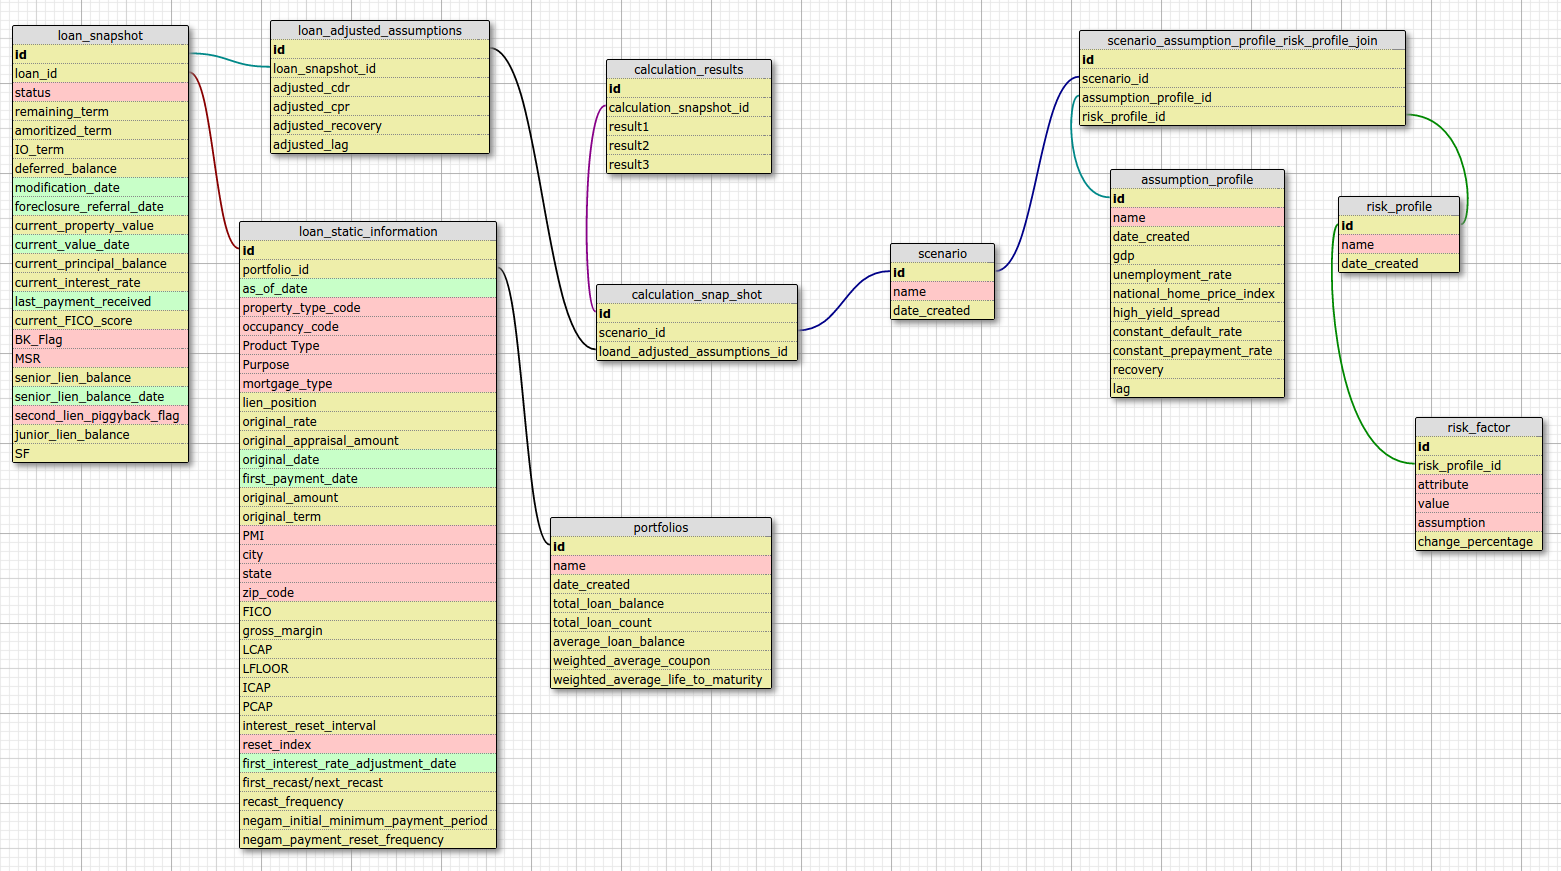 loan_snapshot
id
loan_id
status
remaining_term
amoritized_term
IO_term
deferred_balance
modification_date
foreclosure_referral_date
current_property_value
current_value_date
current_principal_balance
current_interest_rate
last_payment_received
current_FICO_score
BK_Flag
MSR
senior_lien_balance
senior_lien_balance_date
second_lien_piggyback_flag
junior_lien_balance
SF
loan_adjusted_assumptions
id
loan_snapshot_id
adjusted_cdr
adjusted_cpr
adjusted_recovery
adjusted_lag
loan_static_information
id
portfolio_id
as_of_date
property_type_code
occupancy_code
Product Type
Purpose
mortgage_type
lien_position
original_rate
original_appraisal_amount
original_date
first_payment_date
original_amount
original_term
PMI
city
state
zip_code
FICO
gross_margin
LCAP
LFLOOR
ICAP
PCAP
interest_reset_interval
reset_index
first_interest_rate_adjustment_date
first_recast/next_recast
recast_frequency
negam_initial_minimum_payment_period
negam_payment_reset_frequency
calculation_results
id
calculation_snapshot_id
result1
result2
result3
calculation_snap_shot
id
scenario_id
loand_adjusted_assumptions_id
portfolios
id
name
date_created
total_loan_balance
total_loan_count
average_loan_balance
weighted_average_coupon
weighted_average_life_to_maturity
scenario
id
name
date_created
scenario_assumption_profile_risk_profile_join
id
scenario_id
assumption_profile_id
risk_profile_id
assumption_profile
id
name
date_created
gdp
unemployment_rate
national_home_price_index
high_yield_spread
constant_default_rate
constant_prepayment_rate
recovery
lag
risk_profile
id
name
date_created
risk_factor
id
risk_profile_id
attribute
value
assumption
change_percentage